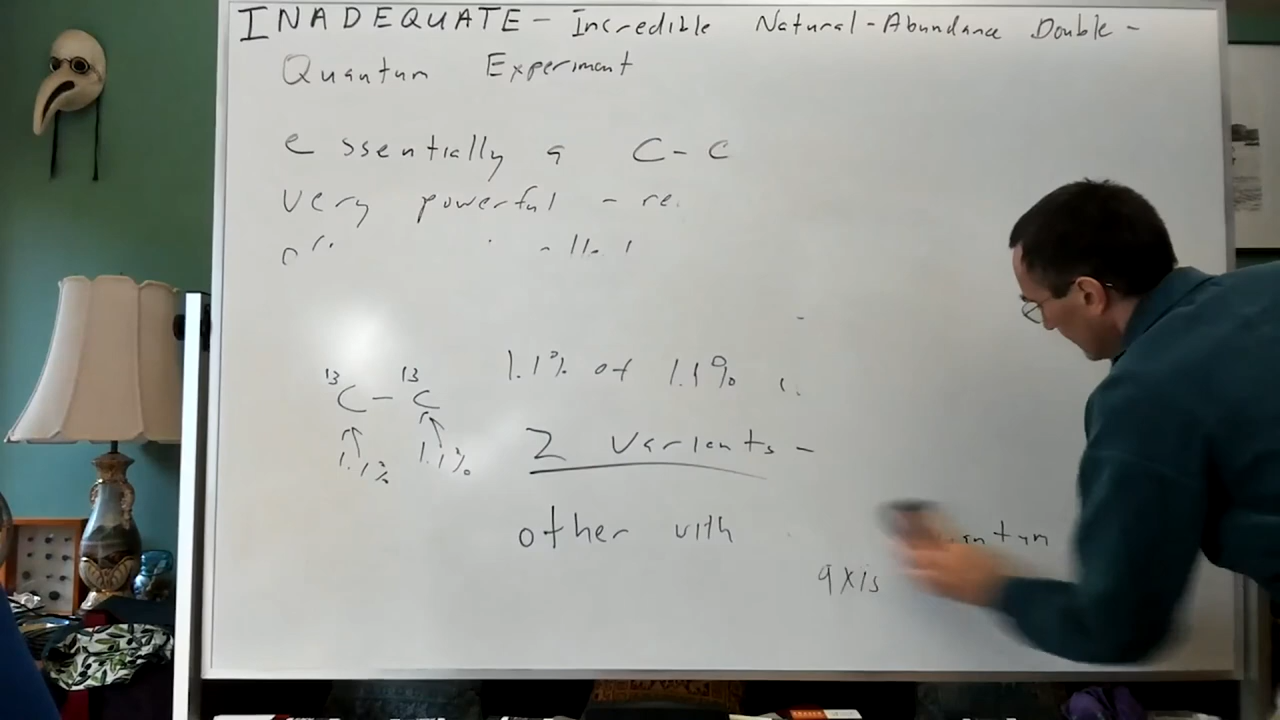 INADEQUATE - Incredible Natural-Abundance Double-
Quantum Experiment
essentially a C-C
very powerful - re
13C-13C 1.1% of 1.1%
1.1% 1.1%
2 variants -
other with
axis